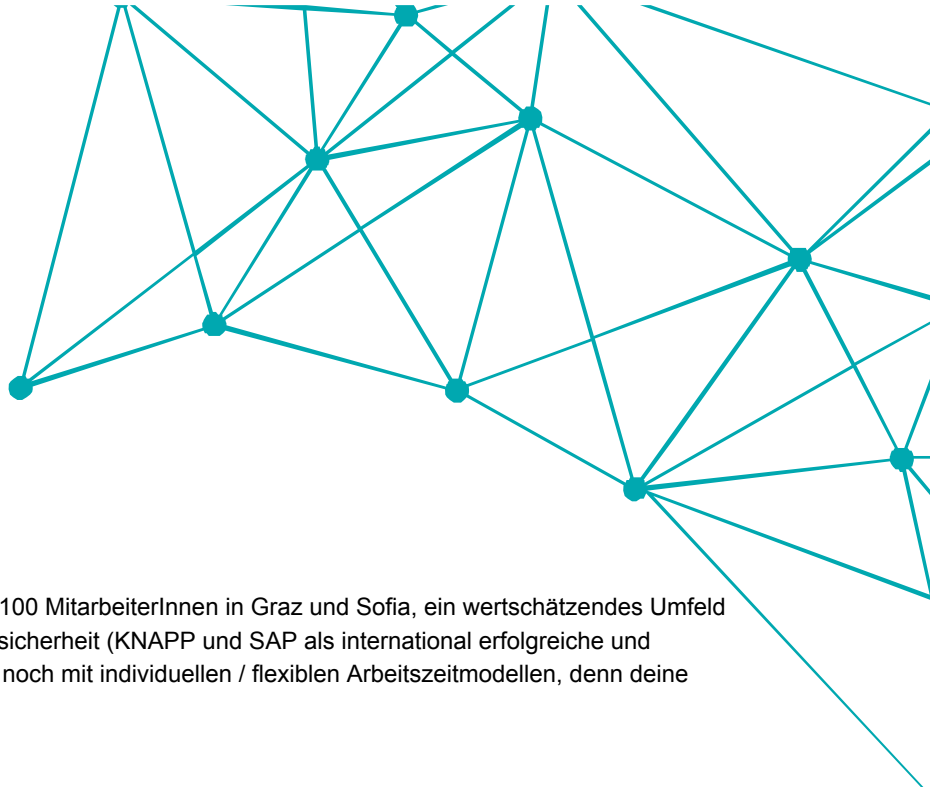 100 MitarbeiterInnen in Graz und Sofia, ein wertschätzendes Umfeld
sicherheit (KNAPP und SAP als international erfolgreiche und
noch mit individuellen / flexiblen Arbeitszeitmodellen, denn deine